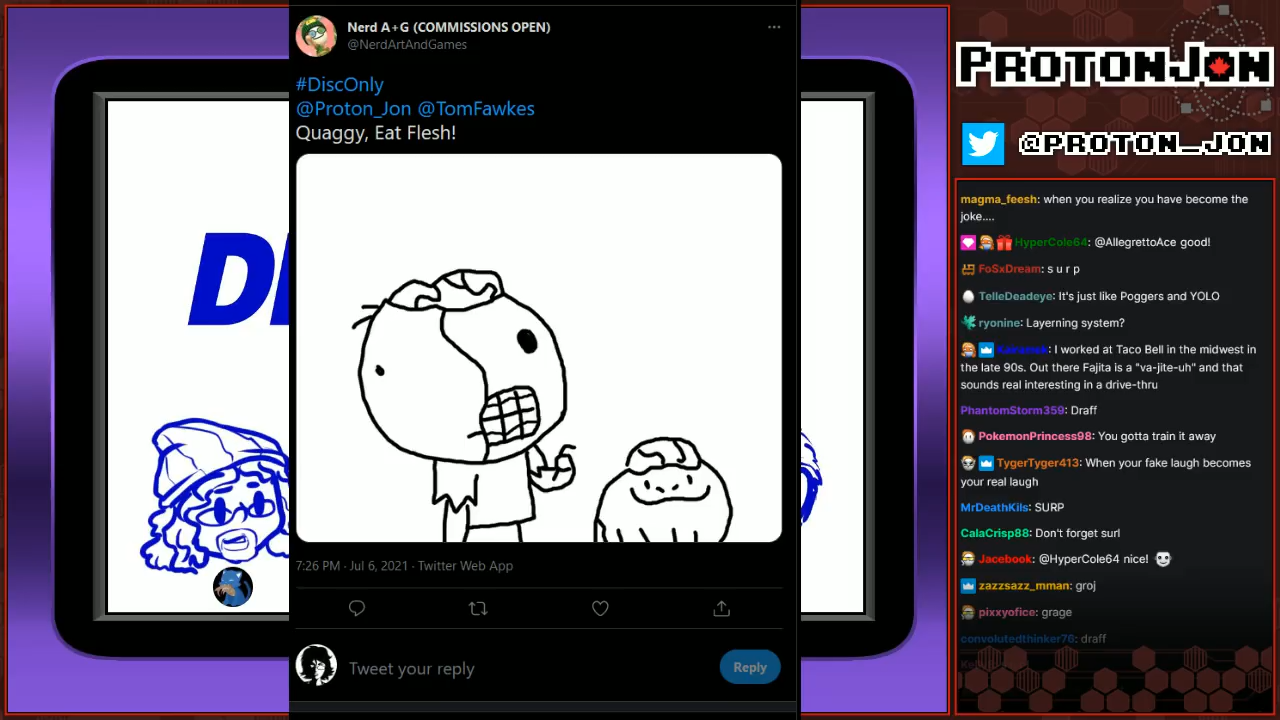 Nerd A+G (COMMISSIONS OPEN)
@NerdArtAndGames
#DiscOnly
@Proton_Jon @TomFawkes
Quaggy, Eat Flesh!
7:26 PM · Jul 6, 2021 · Twitter Web App
Tweet your reply
Reply
PROTONJON
@PROTON_JON
magma_feesh: when you realize you have become the
joke....
HyperCole64: @AllegrettoAce good!
FoSxDream: s u r p
TelleDeadeye: It's just like Poggers and YOLO
ryonine: Layerning system?
I worked at Taco Bell in the midwest in
the late 90s. Out there Fajita is a "va-jite-uh" and that
sounds real interesting in a drive-thru
PhantomStorm359: Draff
PokemonPrincess98: You gotta train it away
TygerTyger413: When your fake laugh becomes
your real laugh
MrDeathKils: SURP
CalaCrisp88: Don't forget surl
Jacebook: @HyperCole64 nice!
zazzsazz_mman: groj
pixxyofice: grage
convolutedthinker76: draff